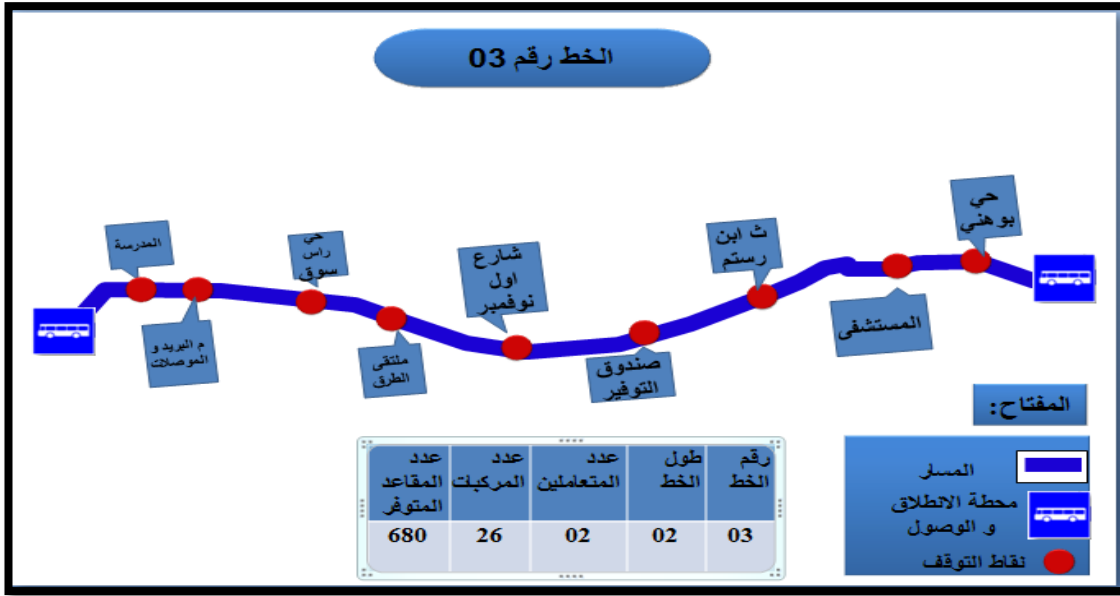 الخط رقم 03
حي
بوهني
المستشفى
ث ابن
رستم
صندوق
التوفير
شارع
اول
نوفمبر
ملتقى
الطرق
حي
راس
سوق
م البريد و
الموصلات
المدرسة
المفتاح:
المسار
محطة الانطلاق
و الوصول
نقاط التوقف
رقم
الخط
طول
الخط
عدد
المتعاملين
عدد
المركبات
عدد
المقاعد
المتوفر
03
02
02
26
680